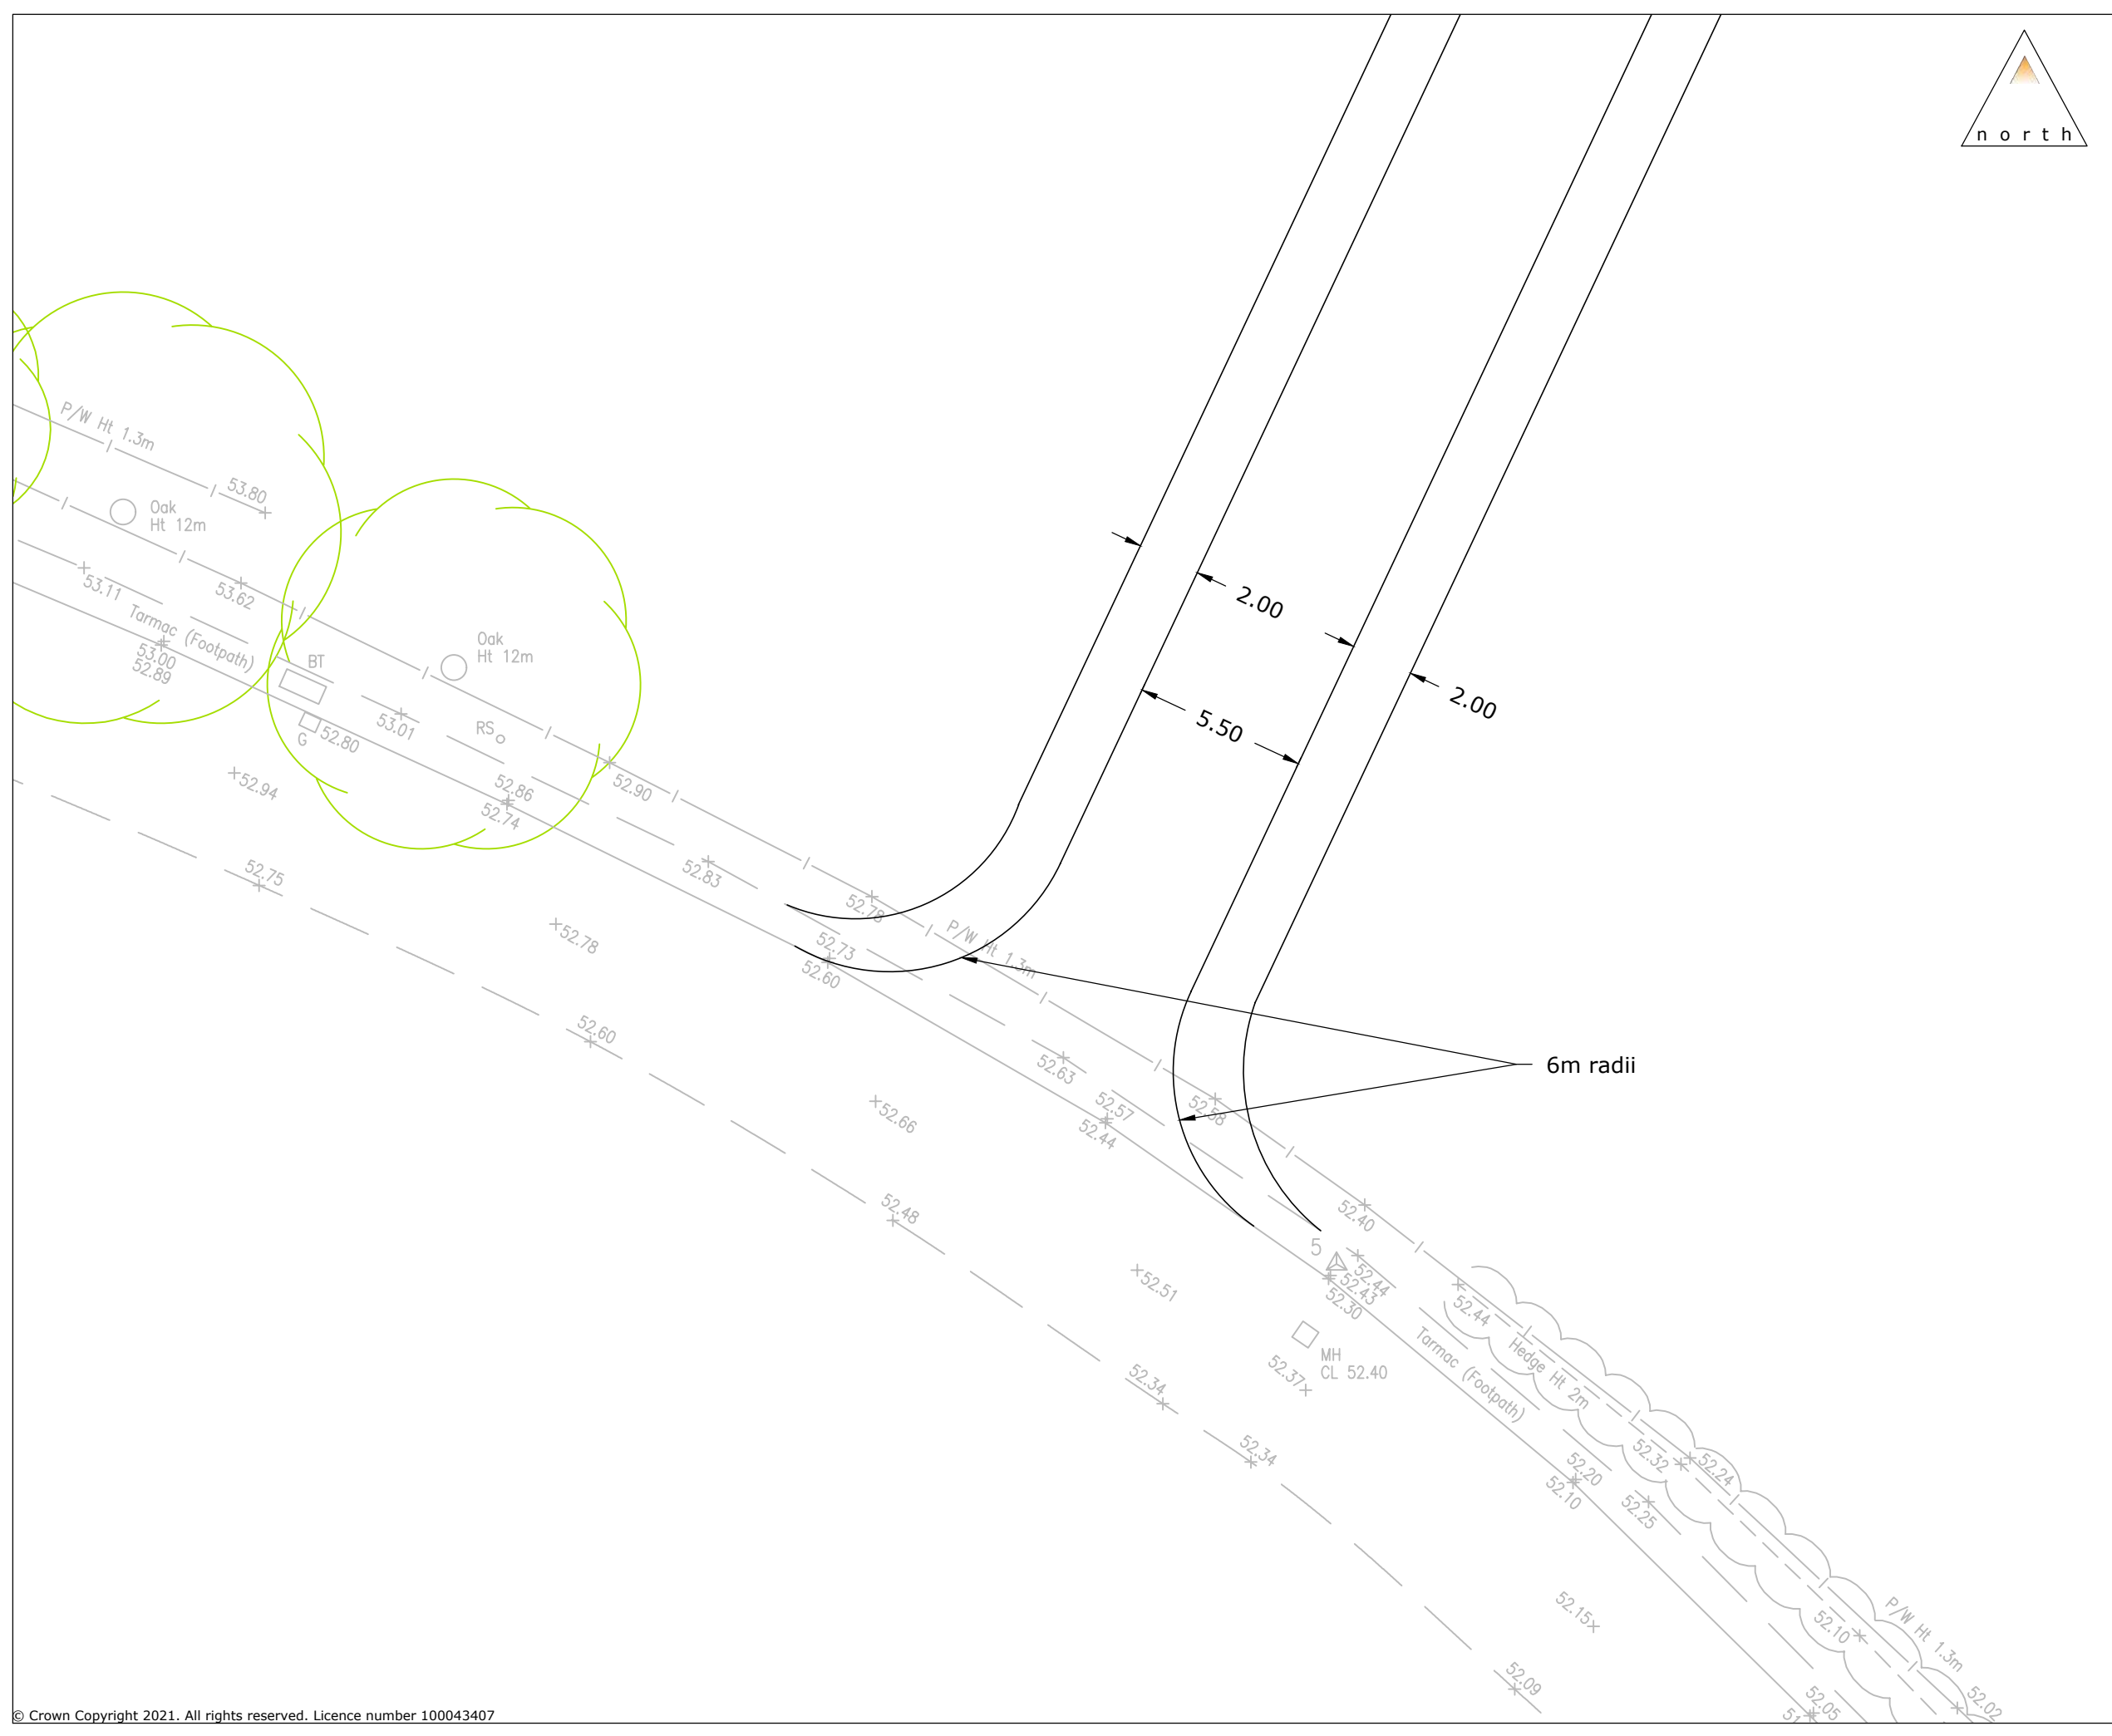 north
P/W Ht 1.3m
53.80
Oak
Ht 12m
53.11
Tarmac (Footpath)
53.62
53.00
52.89
BT
Oak
Ht 12m
G
52.80
53.01
RS
52.94
52.86
52.74
52.90
52.75
52.83
52.78
52.78
52.73
52.60
P/W Ht 1.3m
2.00
5.50
2.00
6m radii
52.60
52.63
52.66
52.57
52.44
52.58
52.48
52.40
5
52.44
52.43
52.30
52.51
52.44
MH
CL 52.40
52.37
Tarmac (Footpath)
Hedge Ht 2m
52.34
52.34
52.32
52.24
52.20
52.10
52.25
52.15
52.10
P/W Ht 1.3m
52.09
52.05
52.02
© Crown Copyright 2021. All rights reserved. Licence number 100043407